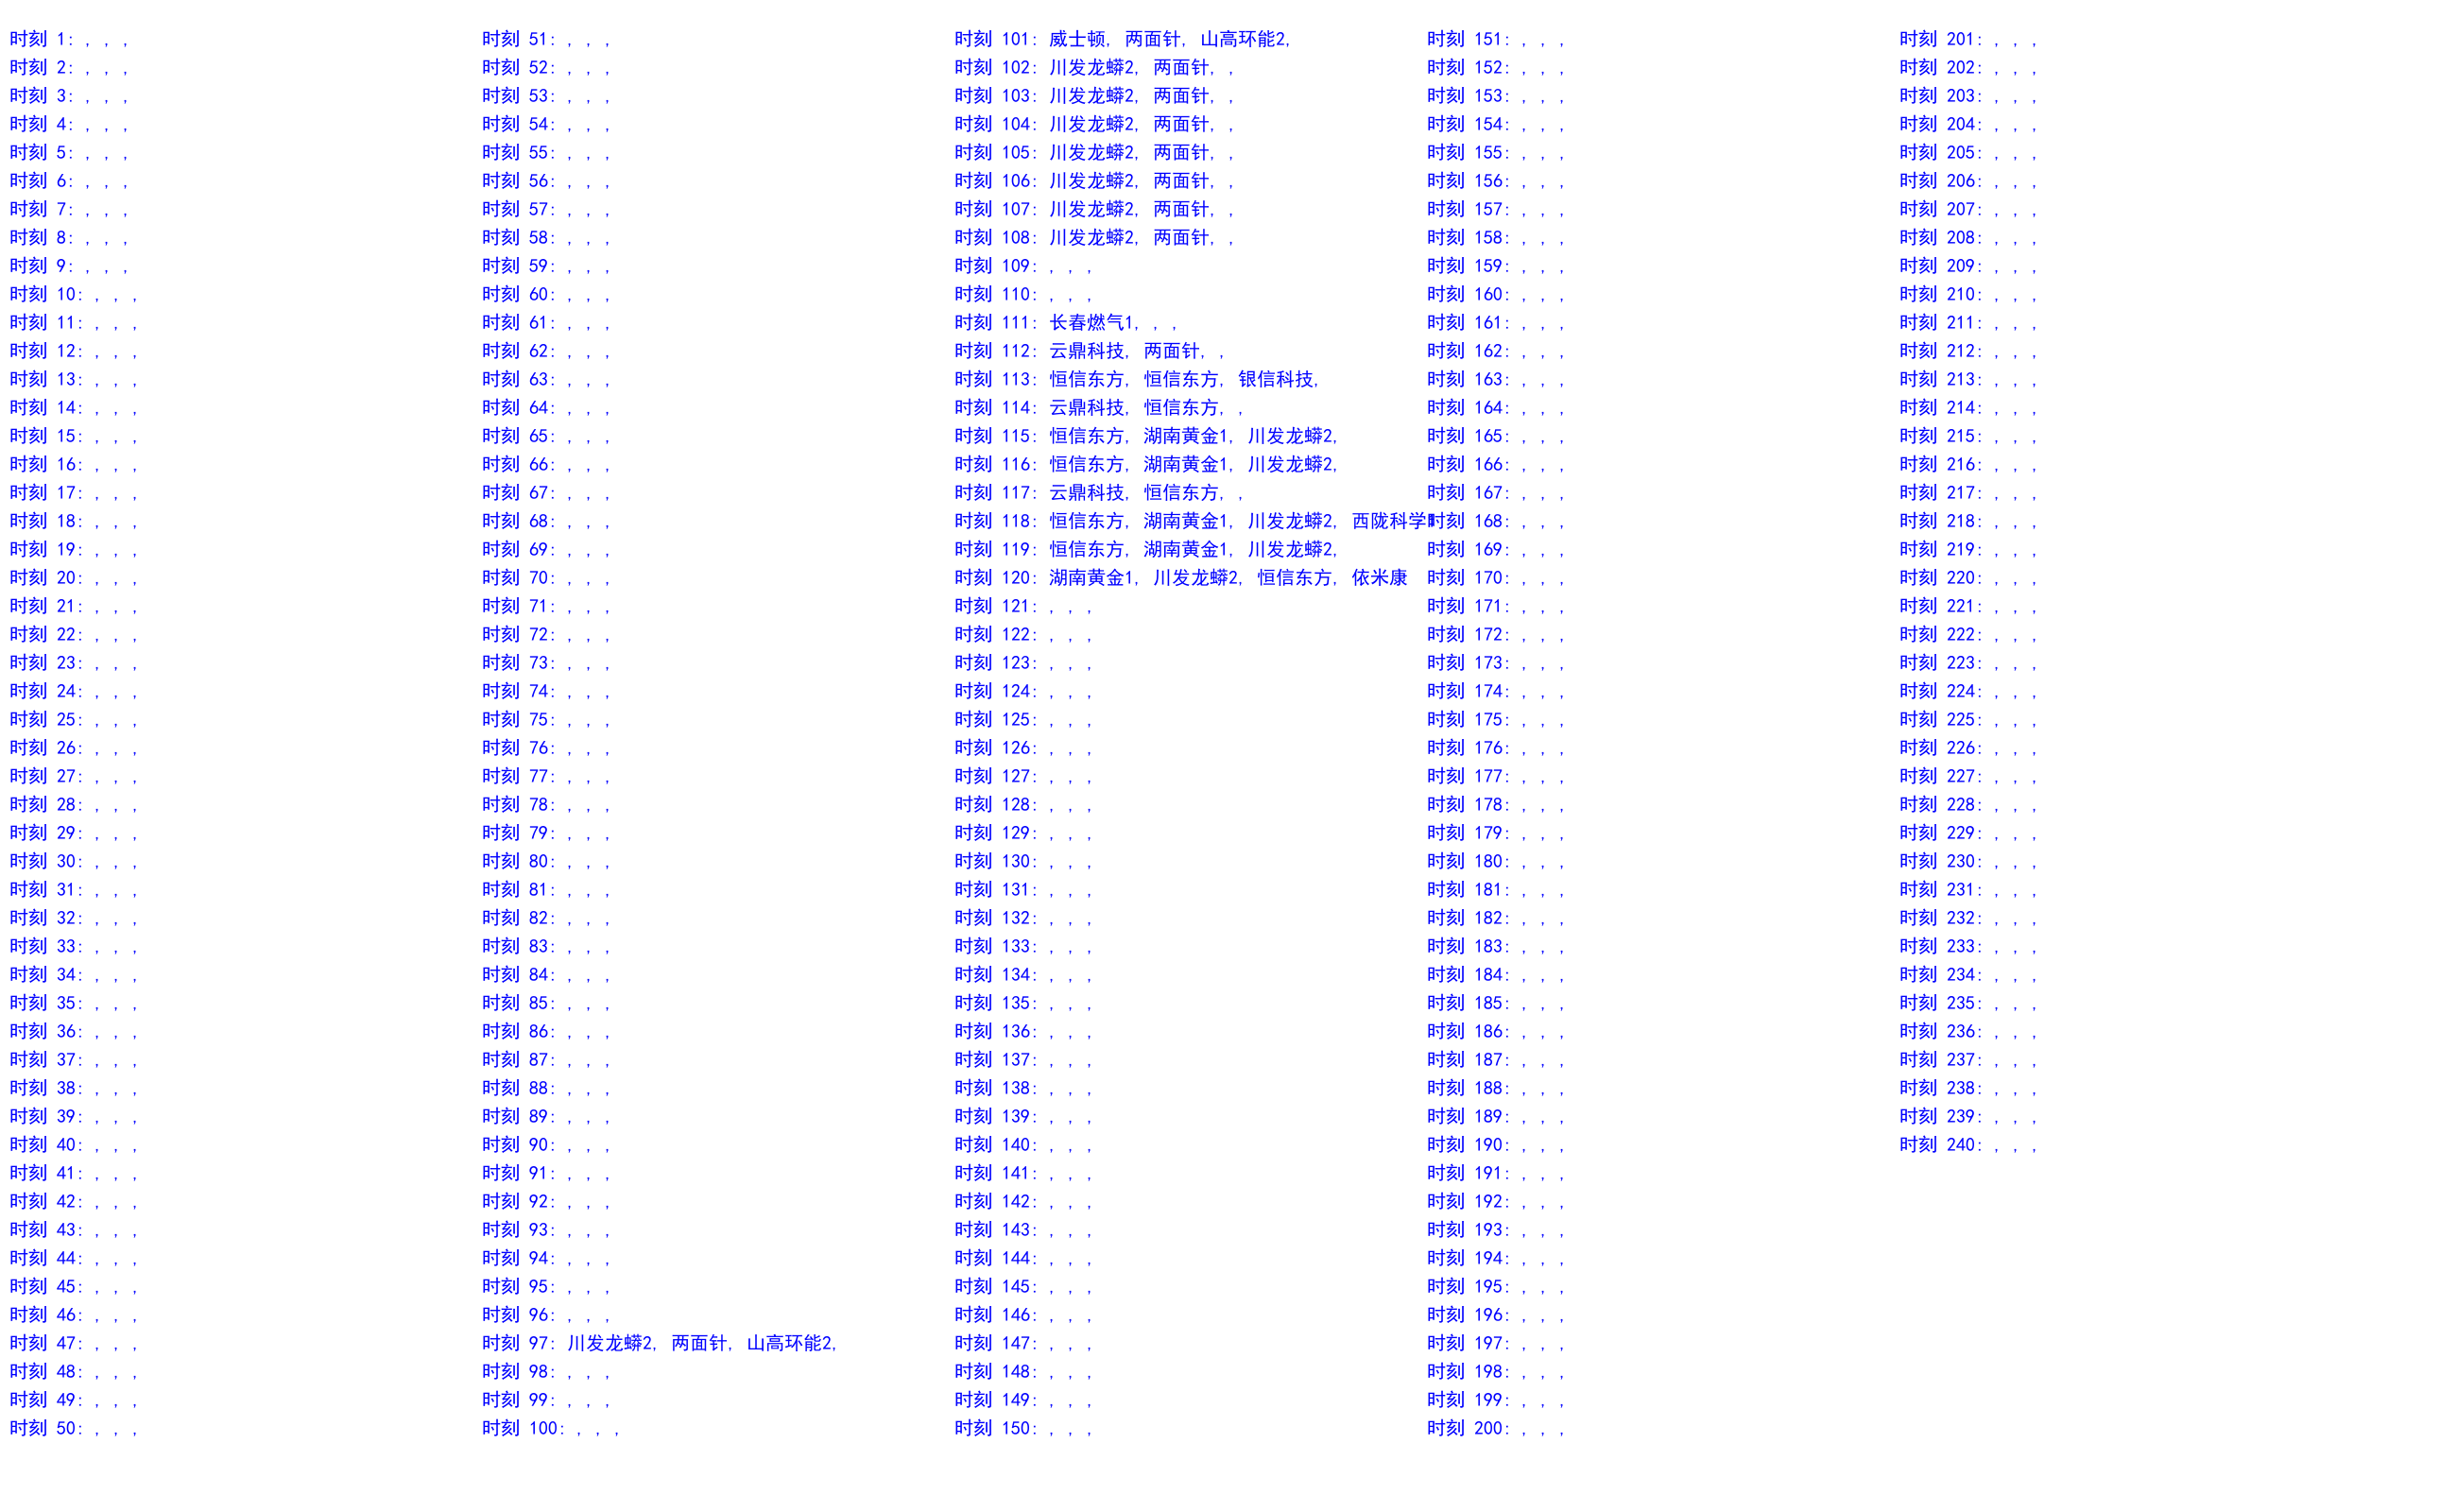 时刻 1: , , ,
时刻 2: , , ,
时刻 3: , , ,
时刻 4: , , ,
时刻 5: , , ,
时刻 6: , , ,
时刻 7: , , ,
时刻 8: , , ,
时刻 9: , , ,
时刻 10: , , ,
时刻 11: , , ,
时刻 12: , , ,
时刻 13: , , ,
时刻 14: , , ,
时刻 15: , , ,
时刻 16: , , ,
时刻 17: , , ,
时刻 18: , , ,
时刻 19: , , ,
时刻 20: , , ,
时刻 21: , , ,
时刻 22: , , ,
时刻 23: , , ,
时刻 24: , , ,
时刻 25: , , ,
时刻 26: , , ,
时刻 27: , , ,
时刻 28: , , ,
时刻 29: , , ,
时刻 30: , , ,
时刻 31: , , ,
时刻 32: , , ,
时刻 33: , , ,
时刻 34: , , ,
时刻 35: , , ,
时刻 36: , , ,
时刻 37: , , ,
时刻 38: , , ,
时刻 39: , , ,
时刻 40: , , ,
时刻 41: , , ,
时刻 42: , , ,
时刻 43: , , ,
时刻 44: , , ,
时刻 45: , , ,
时刻 46: , , ,
时刻 47: , , ,
时刻 48: , , ,
时刻 49: , , ,
时刻 50: , , ,
时刻 51: , , ,
时刻 52: , , ,
时刻 53: , , ,
时刻 54: , , ,
时刻 55: , , ,
时刻 56: , , ,
时刻 57: , , ,
时刻 58: , , ,
时刻 59: , , ,
时刻 60: , , ,
时刻 61: , , ,
时刻 62: , , ,
时刻 63: , , ,
时刻 64: , , ,
时刻 65: , , ,
时刻 66: , , ,
时刻 67: , , ,
时刻 68: , , ,
时刻 69: , , ,
时刻 70: , , ,
时刻 71: , , ,
时刻 72: , , ,
时刻 73: , , ,
时刻 74: , , ,
时刻 75: , , ,
时刻 76: , , ,
时刻 77: , , ,
时刻 78: , , ,
时刻 79: , , ,
时刻 80: , , ,
时刻 81: , , ,
时刻 82: , , ,
时刻 83: , , ,
时刻 84: , , ,
时刻 85: , , ,
时刻 86: , , ,
时刻 87: , , ,
时刻 88: , , ,
时刻 89: , , ,
时刻 90: , , ,
时刻 91: , , ,
时刻 92: , , ,
时刻 93: , , ,
时刻 94: , , ,
时刻 95: , , ,
时刻 96: , , ,
时刻 97: 川发龙蟒2, 两面针, 山高环能2,
时刻 98: , , ,
时刻 99: , , ,
时刻 100: , , ,
时刻 101: 威士顿, 两面针, 山高环能2,
时刻 102: 川发龙蟒2, 两面针, ,
时刻 103: 川发龙蟒2, 两面针, ,
时刻 104: 川发龙蟒2, 两面针, ,
时刻 105: 川发龙蟒2, 两面针, ,
时刻 106: 川发龙蟒2, 两面针, ,
时刻 107: 川发龙蟒2, 两面针, ,
时刻 108: 川发龙蟒2, 两面针, ,
时刻 109: , , ,
时刻 110: , , ,
时刻 111: 长春燃气1, , ,
时刻 112: 云鼎科技, 两面针, ,
时刻 113: 恒信东方, 恒信东方, 银信科技,
时刻 114: 云鼎科技, 恒信东方, ,
时刻 115: 恒信东方, 湖南黄金1, 川发龙蟒2,
时刻 116: 恒信东方, 湖南黄金1, 川发龙蟒2,
时刻 117: 云鼎科技, 恒信东方, ,
时刻 118: 恒信东方, 湖南黄金1, 川发龙蟒2, 西陇科学
时刻 119: 恒信东方, 湖南黄金1, 川发龙蟒2,
时刻 120: 湖南黄金1, 川发龙蟒2, 恒信东方, 依米康
时刻 121: , , ,
时刻 122: , , ,
时刻 123: , , ,
时刻 124: , , ,
时刻 125: , , ,
时刻 126: , , ,
时刻 127: , , ,
时刻 128: , , ,
时刻 129: , , ,
时刻 130: , , ,
时刻 131: , , ,
时刻 132: , , ,
时刻 133: , , ,
时刻 134: , , ,
时刻 135: , , ,
时刻 136: , , ,
时刻 137: , , ,
时刻 138: , , ,
时刻 139: , , ,
时刻 140: , , ,
时刻 141: , , ,
时刻 142: , , ,
时刻 143: , , ,
时刻 144: , , ,
时刻 145: , , ,
时刻 146: , , ,
时刻 147: , , ,
时刻 148: , , ,
时刻 149: , , ,
时刻 150: , , ,
时刻 151: , , ,
时刻 152: , , ,
时刻 153: , , ,
时刻 154: , , ,
时刻 155: , , ,
时刻 156: , , ,
时刻 157: , , ,
时刻 158: , , ,
时刻 159: , , ,
时刻 160: , , ,
时刻 161: , , ,
时刻 162: , , ,
时刻 163: , , ,
时刻 164: , , ,
时刻 165: , , ,
时刻 166: , , ,
时刻 167: , , ,
时刻 168: , , ,
时刻 169: , , ,
时刻 170: , , ,
时刻 171: , , ,
时刻 172: , , ,
时刻 173: , , ,
时刻 174: , , ,
时刻 175: , , ,
时刻 176: , , ,
时刻 177: , , ,
时刻 178: , , ,
时刻 179: , , ,
时刻 180: , , ,
时刻 181: , , ,
时刻 182: , , ,
时刻 183: , , ,
时刻 184: , , ,
时刻 185: , , ,
时刻 186: , , ,
时刻 187: , , ,
时刻 188: , , ,
时刻 189: , , ,
时刻 190: , , ,
时刻 191: , , ,
时刻 192: , , ,
时刻 193: , , ,
时刻 194: , , ,
时刻 195: , , ,
时刻 196: , , ,
时刻 197: , , ,
时刻 198: , , ,
时刻 199: , , ,
时刻 200: , , ,
时刻 201: , , ,
时刻 202: , , ,
时刻 203: , , ,
时刻 204: , , ,
时刻 205: , , ,
时刻 206: , , ,
时刻 207: , , ,
时刻 208: , , ,
时刻 209: , , ,
时刻 210: , , ,
时刻 211: , , ,
时刻 212: , , ,
时刻 213: , , ,
时刻 214: , , ,
时刻 215: , , ,
时刻 216: , , ,
时刻 217: , , ,
时刻 218: , , ,
时刻 219: , , ,
时刻 220: , , ,
时刻 221: , , ,
时刻 222: , , ,
时刻 223: , , ,
时刻 224: , , ,
时刻 225: , , ,
时刻 226: , , ,
时刻 227: , , ,
时刻 228: , , ,
时刻 229: , , ,
时刻 230: , , ,
时刻 231: , , ,
时刻 232: , , ,
时刻 233: , , ,
时刻 234: , , ,
时刻 235: , , ,
时刻 236: , , ,
时刻 237: , , ,
时刻 238: , , ,
时刻 239: , , ,
时刻 240: , , ,